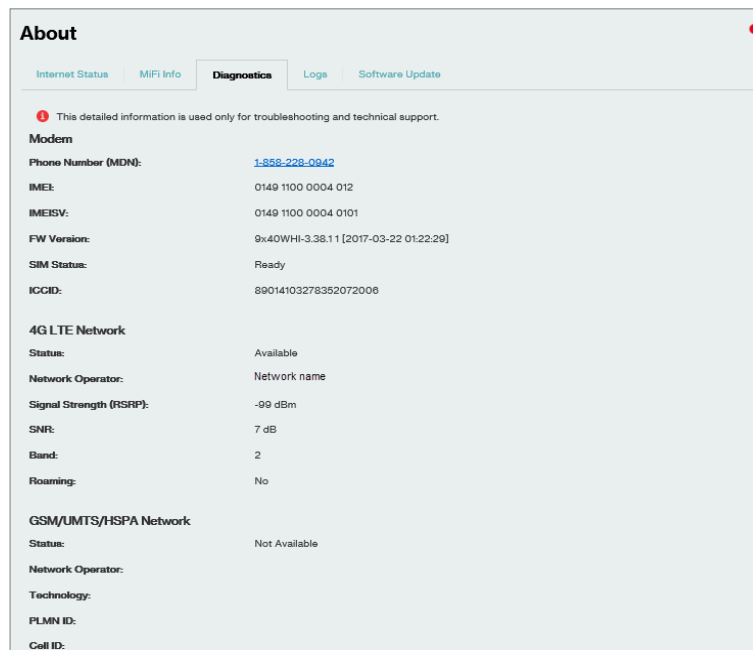 About
Internet Status MiFi Info Diagnostics Logs Software Update
This detailed information is used only for troubleshooting and technical support.
Modem
Phone Number (MDN): 1-858-228-0942
IMEI: 0149 1100 0004 012
IMEISV: 0149 1100 0004 0101
FW Version: 9x40WHI-3.38.1 1 [2017-03-22 01:22:29]
SIM Status: Ready
ICCID: 89014103278352072006
4G LTE Network
Status: Available
Network Operator: Network name
Signal Strength (RSRP): -99 dBm
SNR: 7 dB
Band: 2
Roaming: No
GSM/UMTS/HSPA Network
Status: Not Available
Network Operator:
Technology:
PLMN ID:
Cell ID: